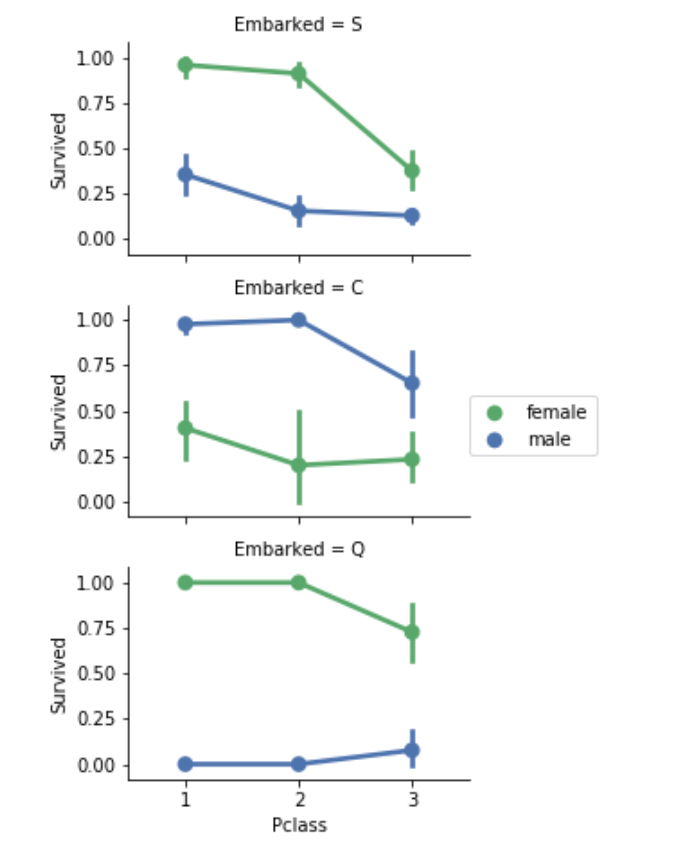 Embarked = S
1.00
0.75
0.50
0.25
0.00
Survived
Embarked = C
1.00
0.75
0.50
0.25
0.00
Survived
female
male
Embarked = Q
1.00
0.75
0.50
0.25
0.00
Survived
1 2 3
Pclass